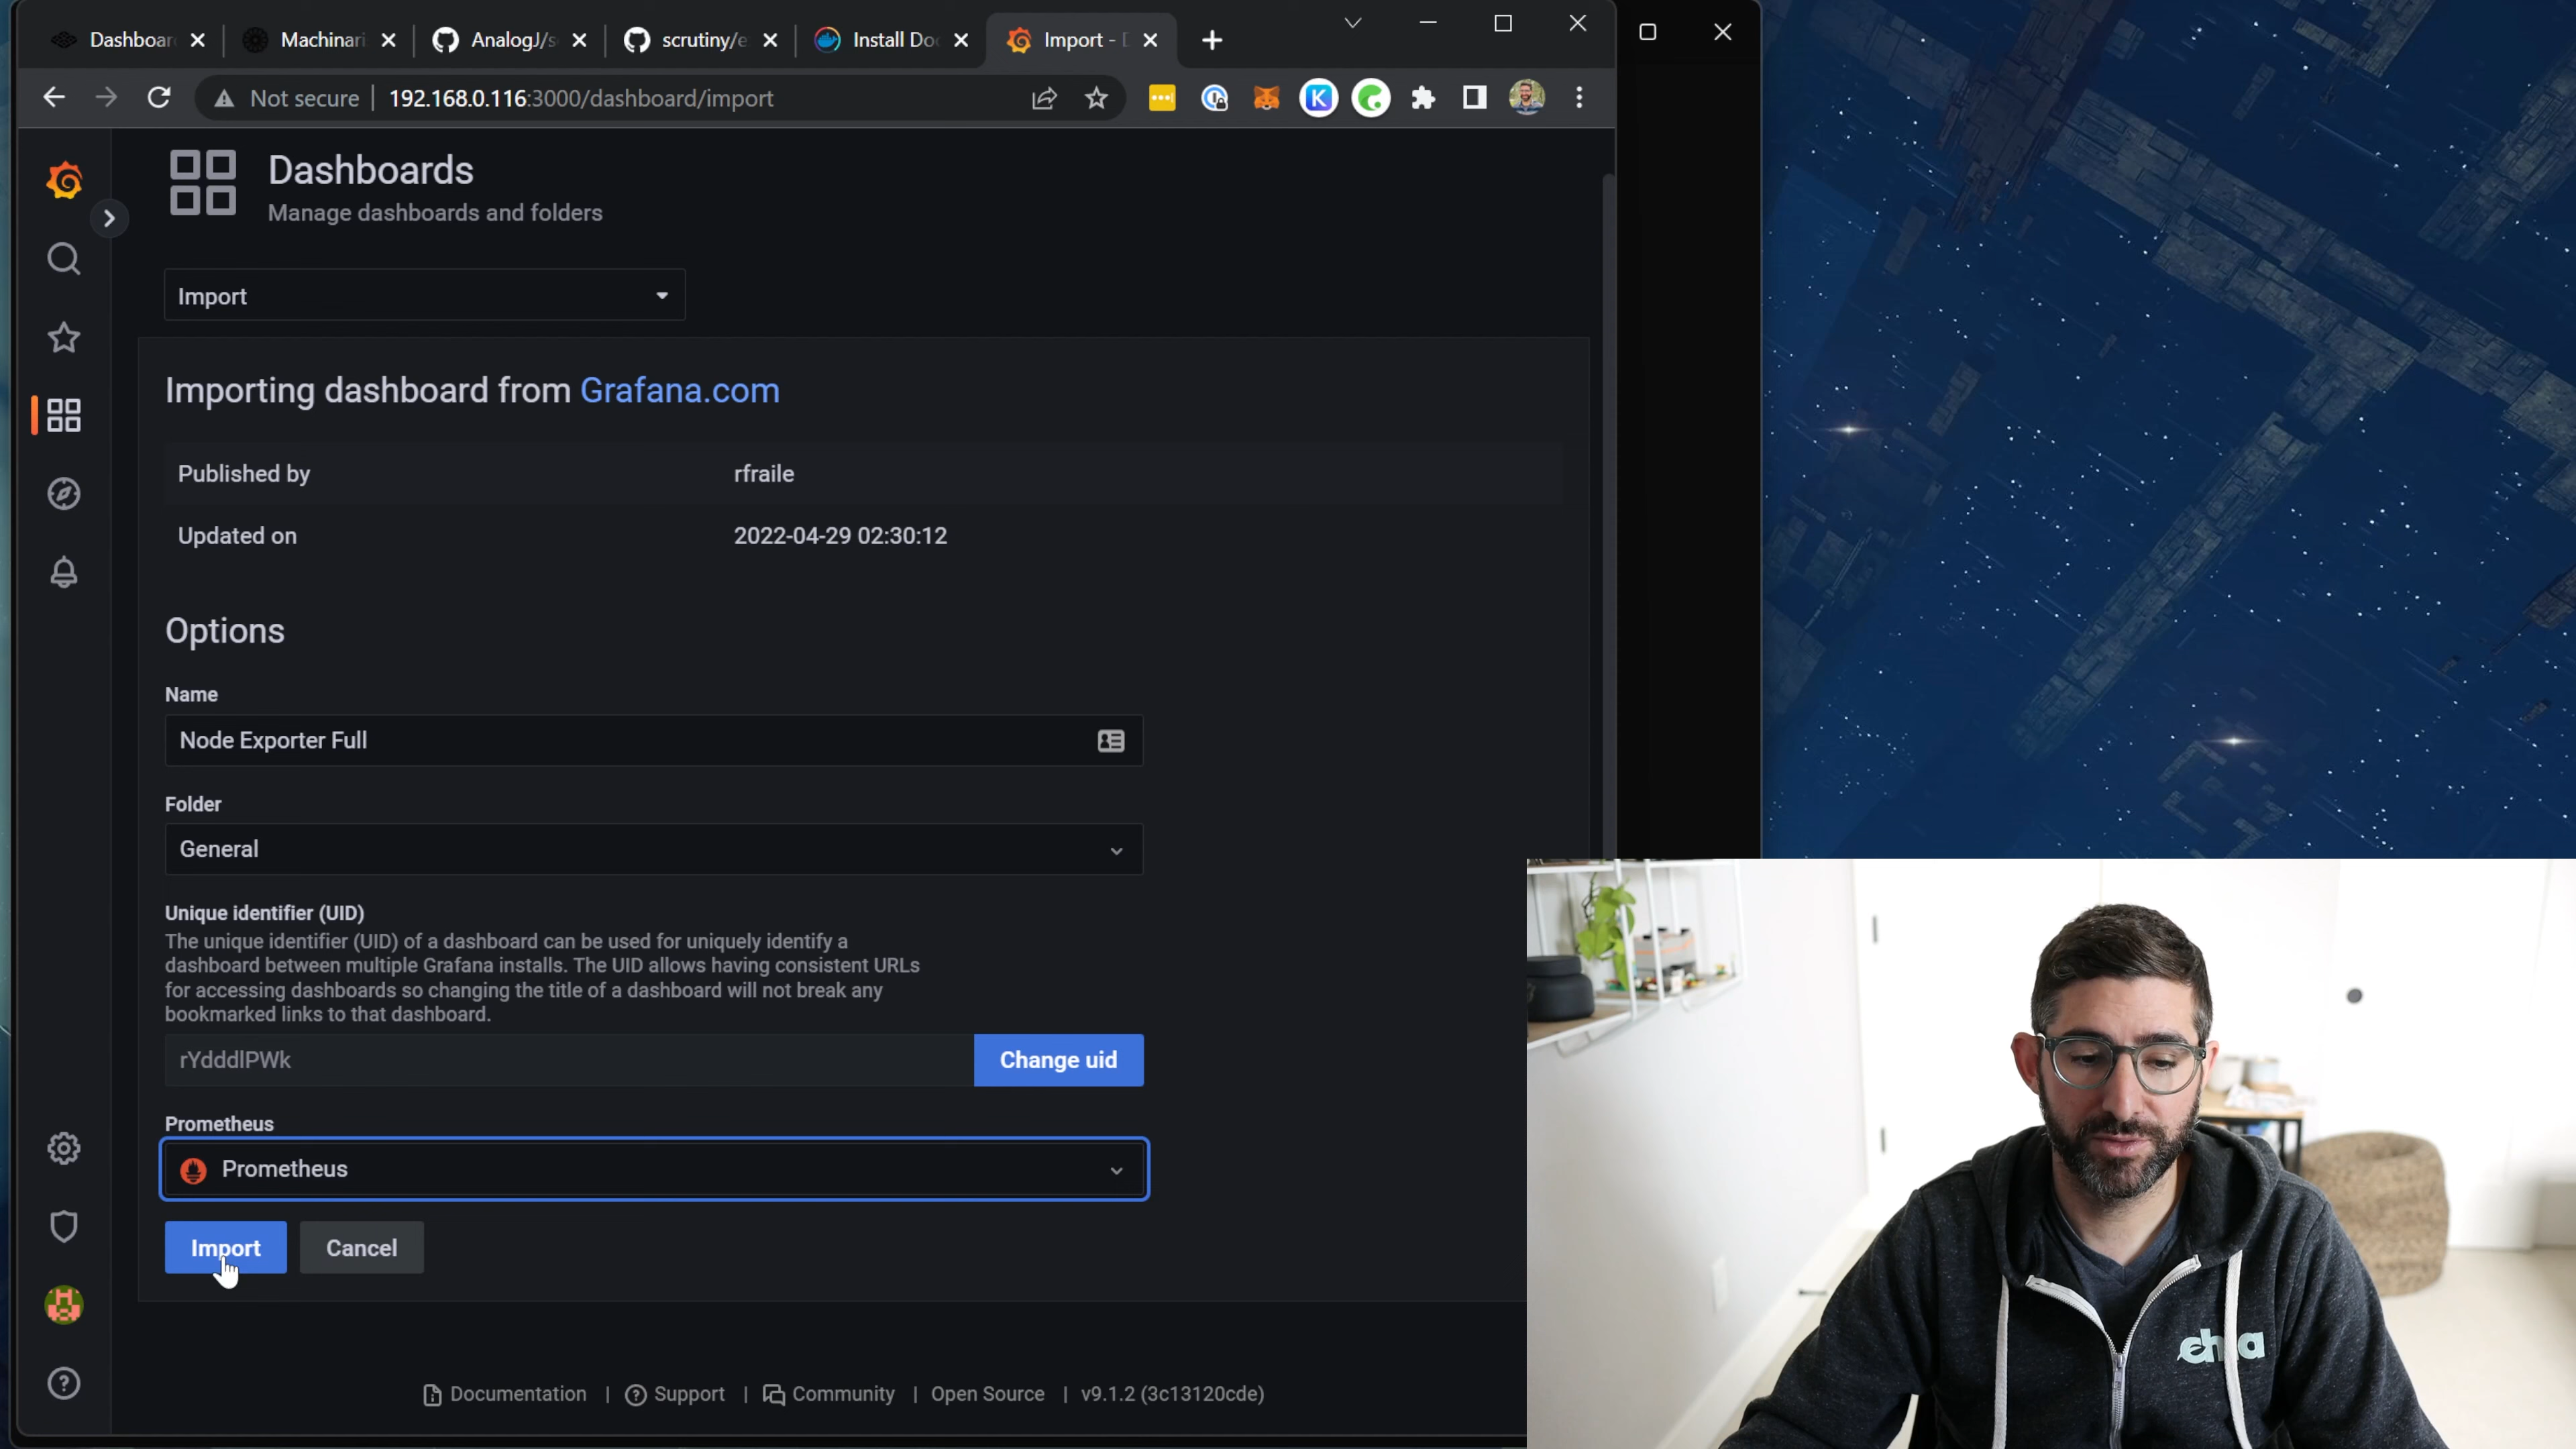 Dashboar
Machinari
AnalogJ/s
scrutiny/e
Install Do
Import - D
Not secure
192.168.0.116:3000/dashboard/import
Dashboards
Manage dashboards and folders
Import
Importing dashboard from Grafana.com
Published by
rfraile
Updated on
2022-04-29 02:30:12
Options
Name
Node Exporter Full
Folder
General
Unique identifier (UID)
The unique identifier (UID) of a dashboard can be used for uniquely identify a
dashboard between multiple Grafana installs. The UID allows having consistent URLs
for accessing dashboards so changing the title of a dashboard will not break any
bookmarked links to that dashboard.
rYdddlPWk
Change uid
Prometheus
Prometheus
Import
Cancel
Documentation | Support | Community | Open Source | v9.1.2 (3c13120cde)